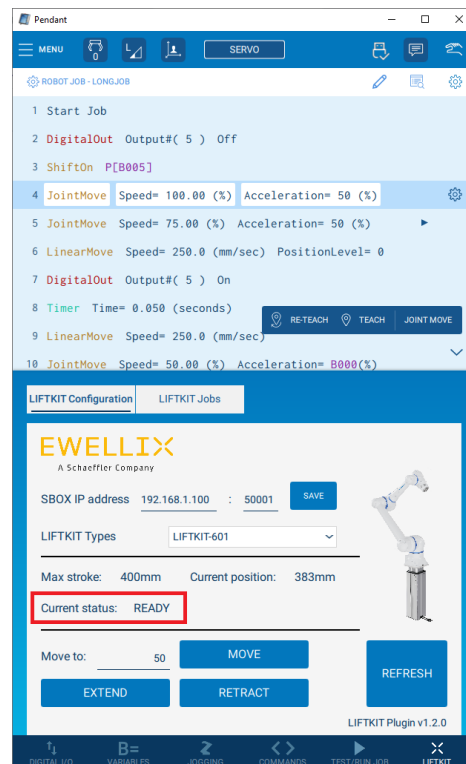 Pendant
MENU 0 SERVO
ROBOT JOB - LONGJOB
1 Start Job
2 DigitalOut Output#( 5 ) Off
3 ShiftOn P[B005]
4 JointMove Speed= 100.00 (%) Acceleration= 50 (%)
5 JointMove Speed= 75.00 (%) Acceleration= 50 (%)
6 LinearMove Speed= 250.0 (mm/sec) PositionLevel= 0
7 DigitalOut Output#( 5 ) On
8 Timer Time= 0.050 (seconds)
RE-TEACH TEACH JOINT MOVE
9 LinearMove Speed= 250.0 (mm/sec)
10 JointMove Speed= 50.00 (%) Acceleration= B000(%)
LIFTKIT Configuration LIFTKIT Jobs
EWELLIX
A Schaeffler Company
SBOX IP address 192.168.1.100 : 50001 SAVE
LIFTKIT Types LIFTKIT-601
Max stroke: 400mm Current position: 383mm
Current status: READY
Move to: 50 MOVE
REFRESH
EXTEND RETRACT
LIFTKIT Plugin v1.2.0
B=
DIGITAL I/O VARIABLES JOGGING COMMANDS TEST/RUN JOB LIFTKIT